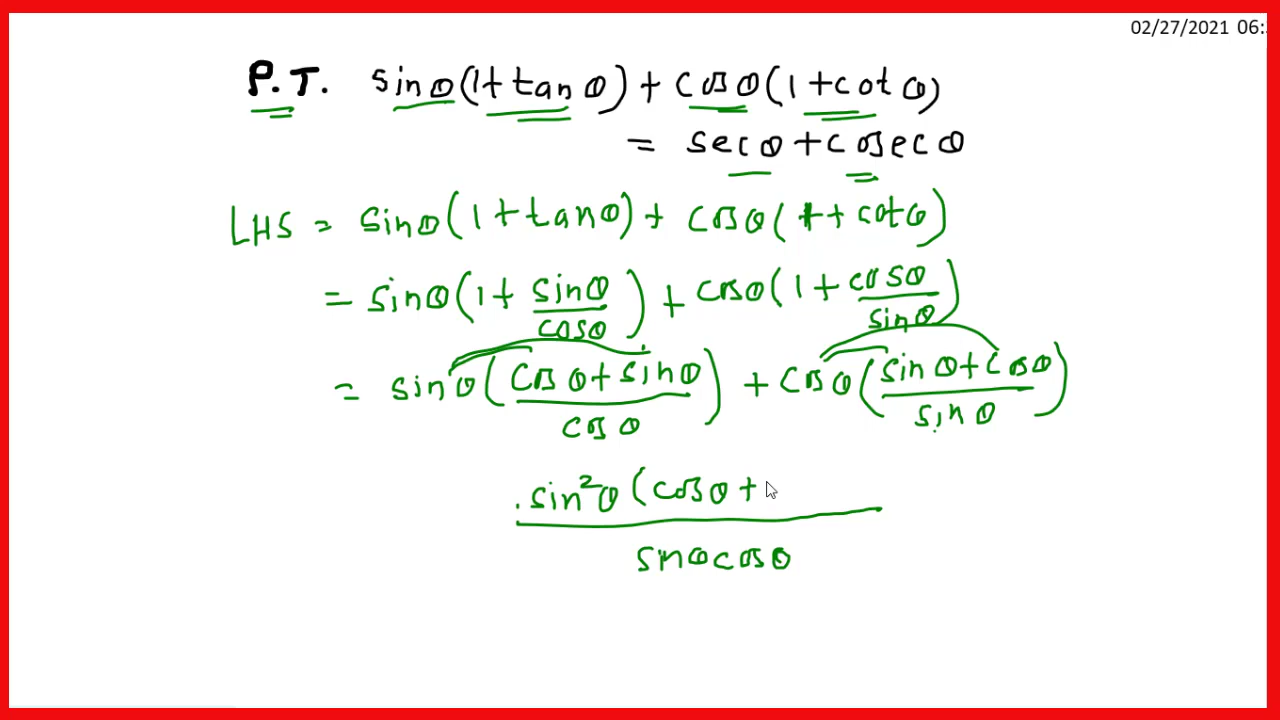 02/27/2021 06:
P.T. sinθ(1+tanθ)+cosθ(1+cotθ)
= secθ+cosecθ
LHS = sinθ(1+tanθ)+cosθ(1+cotθ)
= sinθ(1+sinθ/cosθ)+cosθ(1+cosθ/sinθ)
= sinθ(cosθ+sinθ/cosθ)+cosθ(sinθ+cosθ/sinθ)
.sin²θ(cosθ+
sinθcosθ